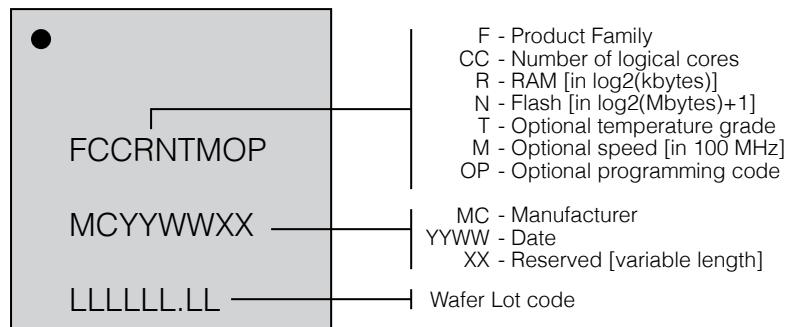 FCCRNTMOP
F - Product Family
CC - Number of logical cores
R - RAM [in log2(kbytes)]
N - Flash [in log2(Mbytes)+1]
T - Optional temperature grade
M - Optional speed [in 100 MHz]
OP - Optional programming code
MCYYWWXX
MC - Manufacturer
YYWW - Date
XX - Reserved [variable length]
LLLLLL.LL
Wafer Lot code